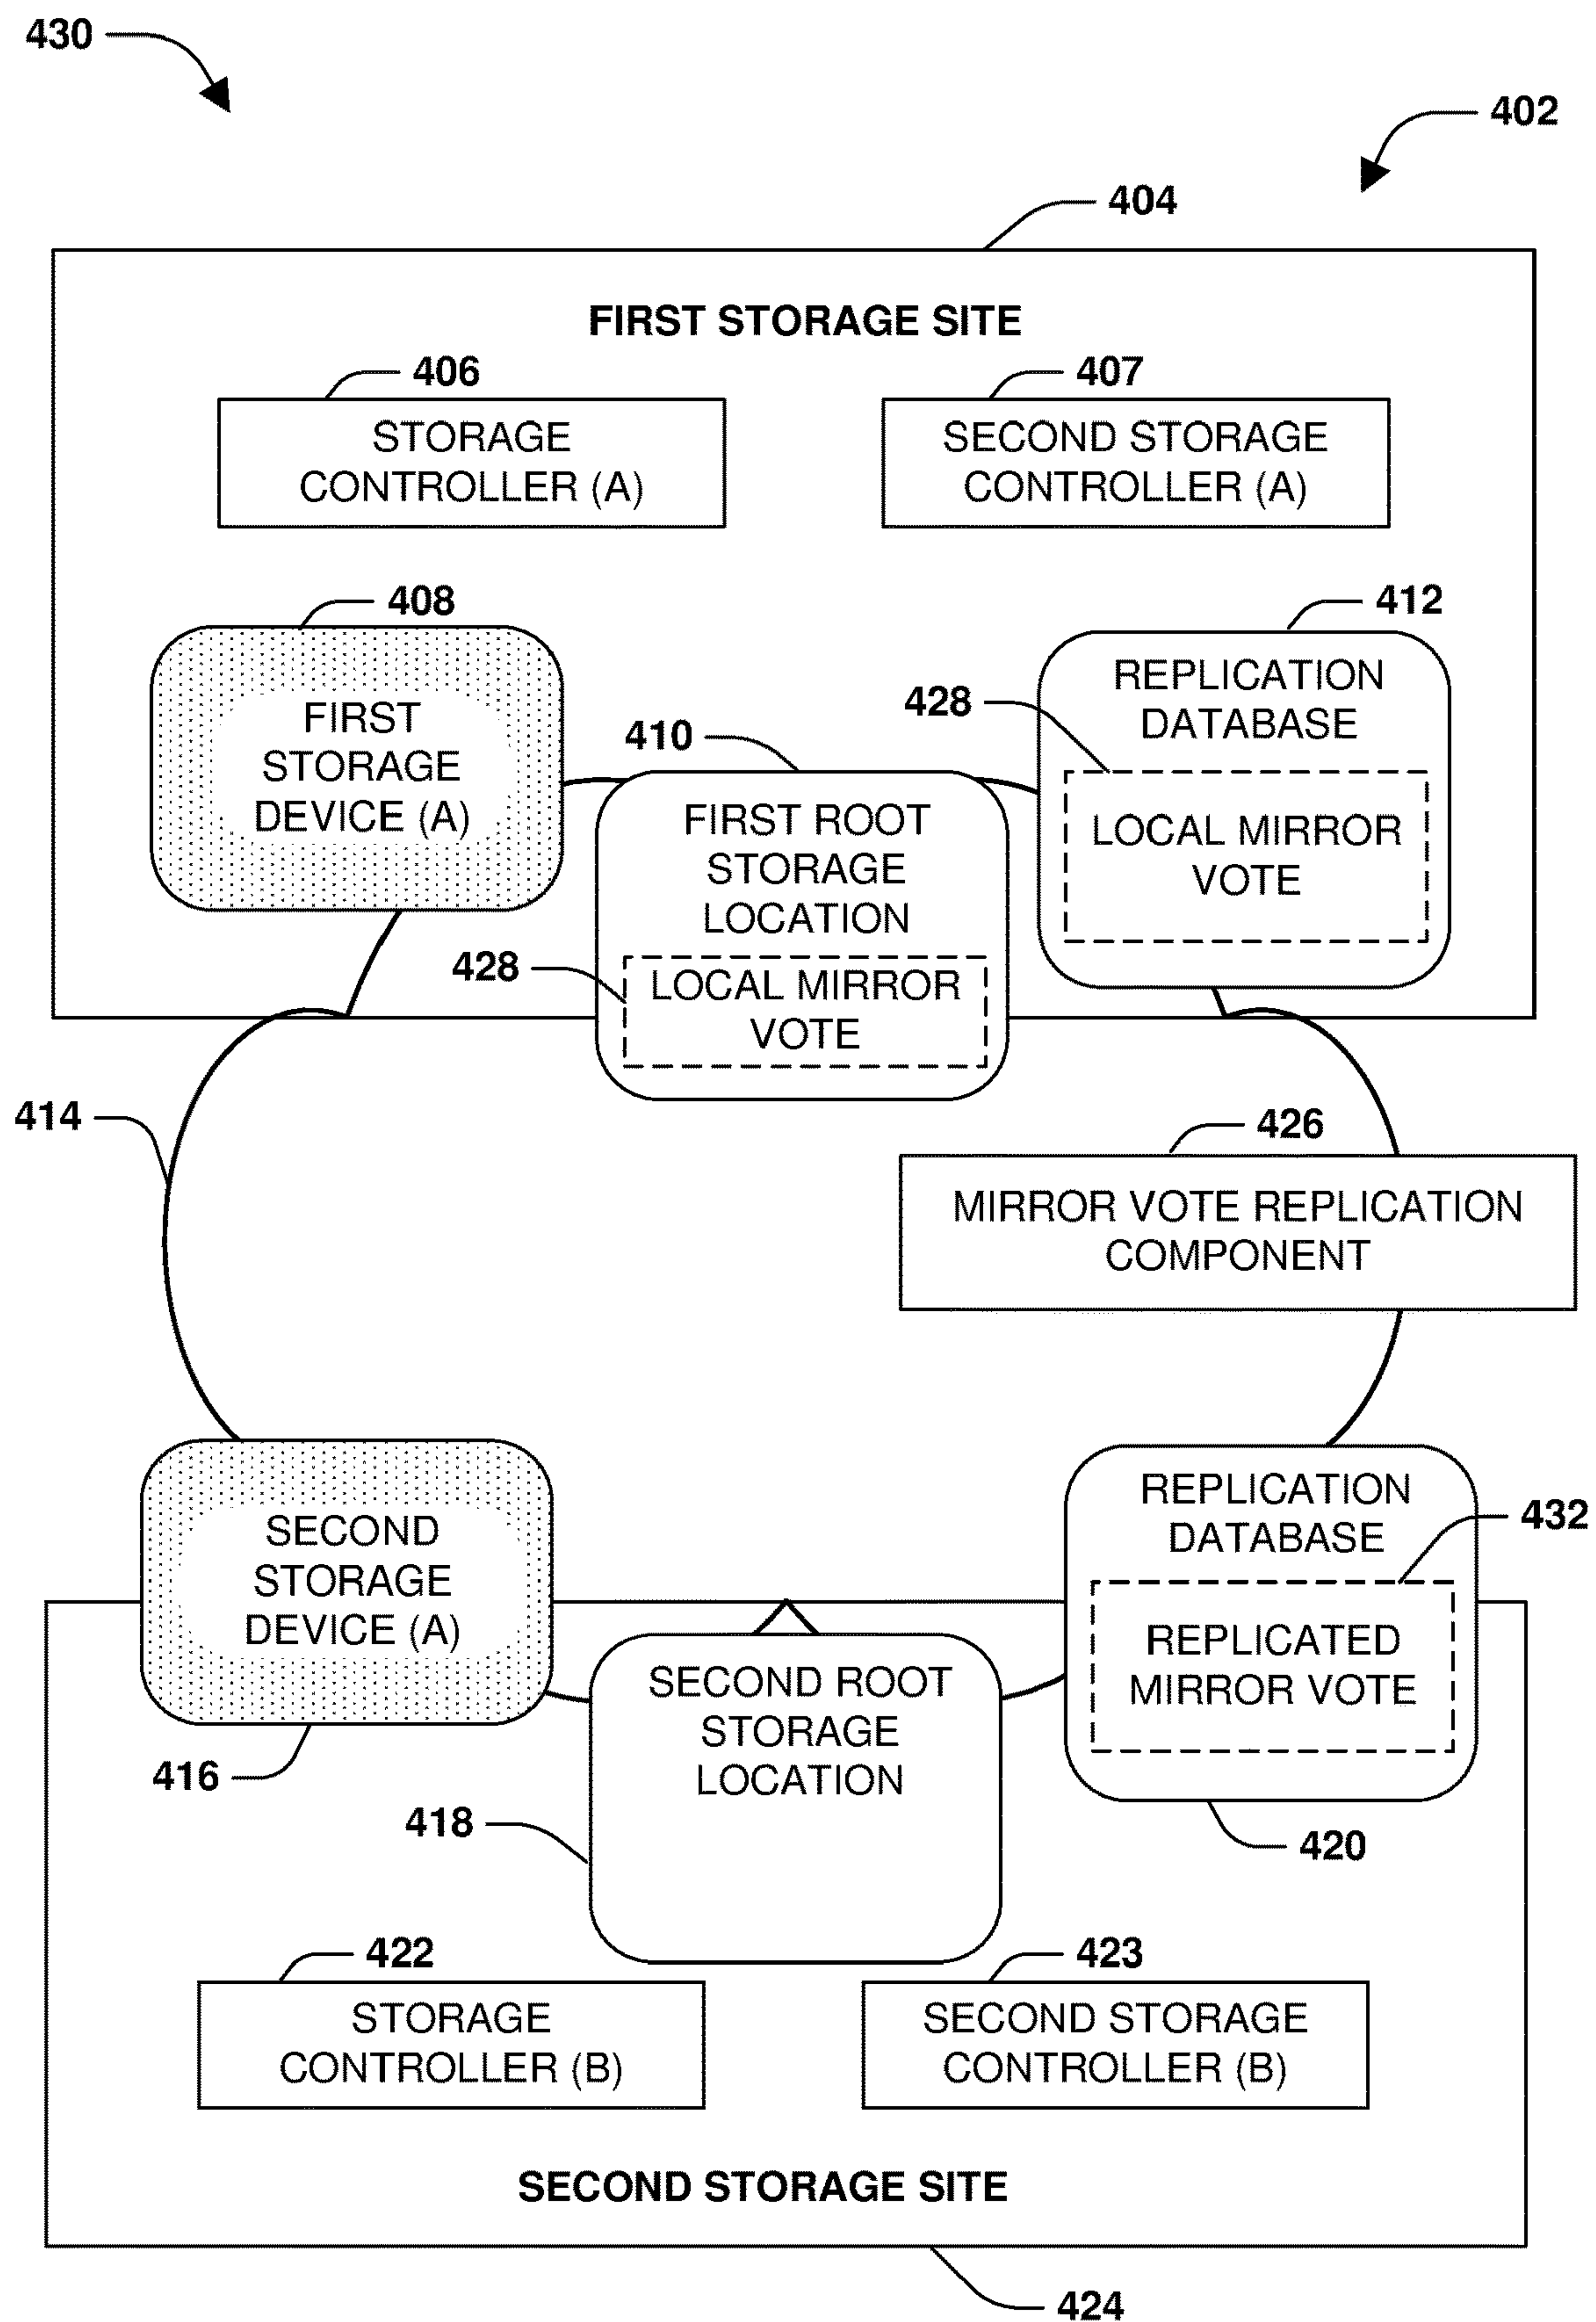 430
402
404
FIRST STORAGE SITE
406
407
STORAGE
CONTROLLER (A)
SECOND STORAGE
CONTROLLER (A)
408
412
FIRST
STORAGE
DEVICE (A)
REPLICATION
DATABASE
428
LOCAL MIRROR
VOTE
410
FIRST ROOT
STORAGE
LOCATION
428
LOCAL MIRROR
VOTE
414
426
MIRROR VOTE REPLICATION
COMPONENT
SECOND
STORAGE
DEVICE (A)
416
REPLICATION
DATABASE
432
REPLICATED
MIRROR VOTE
420
SECOND ROOT
STORAGE
LOCATION
418
422
423
STORAGE
CONTROLLER (B)
SECOND STORAGE
CONTROLLER (B)
SECOND STORAGE SITE
424